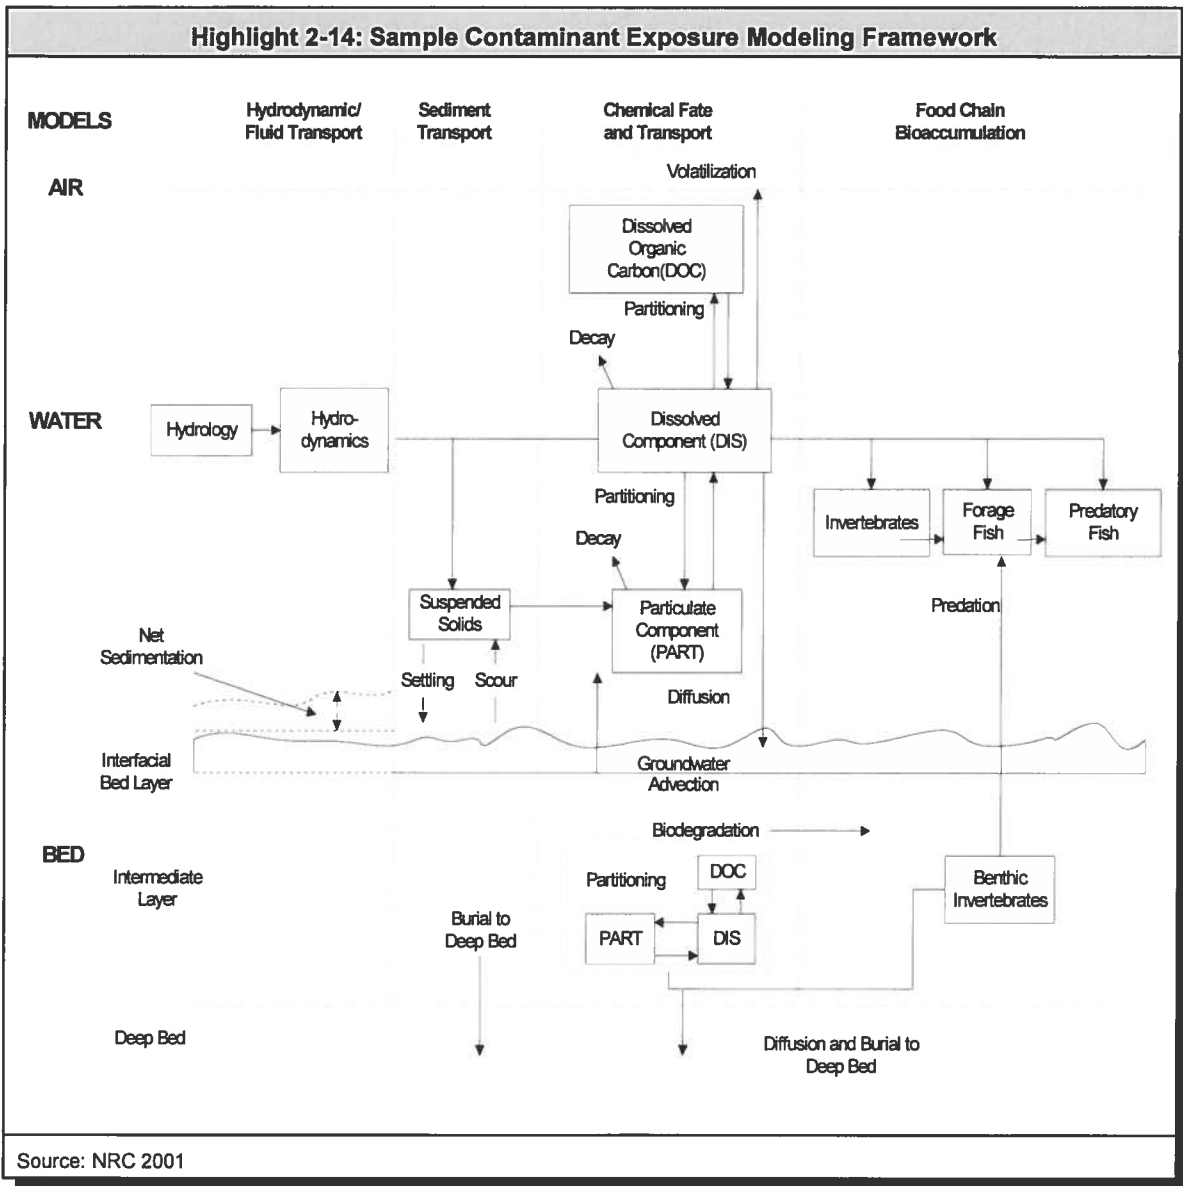 Highlight 2-14: Sample Contaminant Exposure Modeling Framework
MODELS
Hydrodynamic/
Fluid Transport
Sediment
Transport
Chemical Fate
and Transport
Food Chain
Bioaccumulation
AIR
Volatilization
Dissolved
Organic
Carbon(DOC)
Partitioning
Decay
WATER
Hydrology
Hydro-
dynamics
Dissolved
Component (DIS)
Partitioning
Decay
Invertebrates
Forage
Fish
Predatory
Fish
Suspended
Solids
Particulate
Component
(PART)
Predation
Net
Sedimentation
Settling
Scour
Diffusion
Interfacial
Bed Layer
Groundwater
Advection
Biodegradation
BED
Intermediate
Layer
Partitioning
DOC
Benthic
Invertebrates
Burial to
Deep Bed
PART
DIS
Deep Bed
Diffusion and Burial to
Deep Bed
Source: NRC 2001